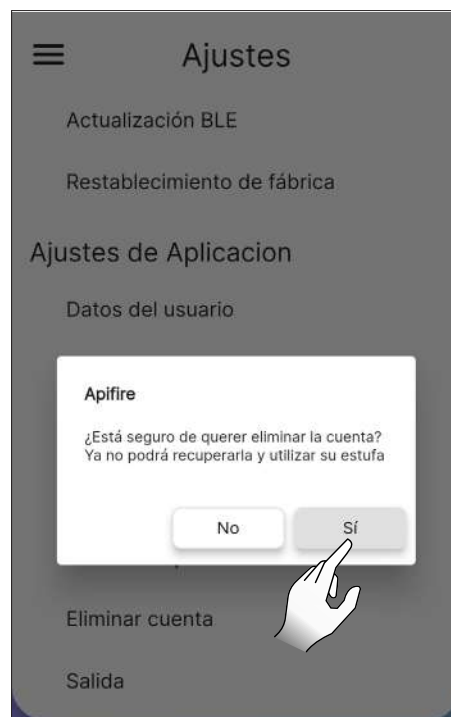 Ajustes
Actualización BLE
Restablecimiento de fábrica
Ajustes de Aplicacion
Datos del usuario
Apifire
¿Está seguro de querer eliminar la cuenta?
Ya no podrá recuperarla y utilizar su estufa
No
Sí
Eliminar cuenta
Salida